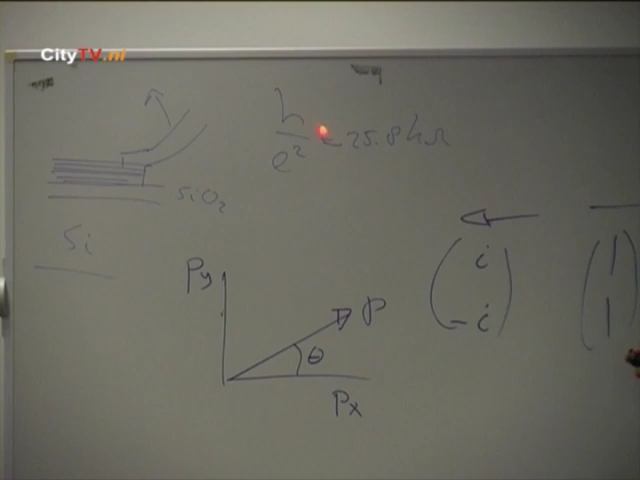 CityTV.nl
h
e²
= 25.8 kΩ
SiO₂
Si
Py
P
θ
Px
i
-i
1
1